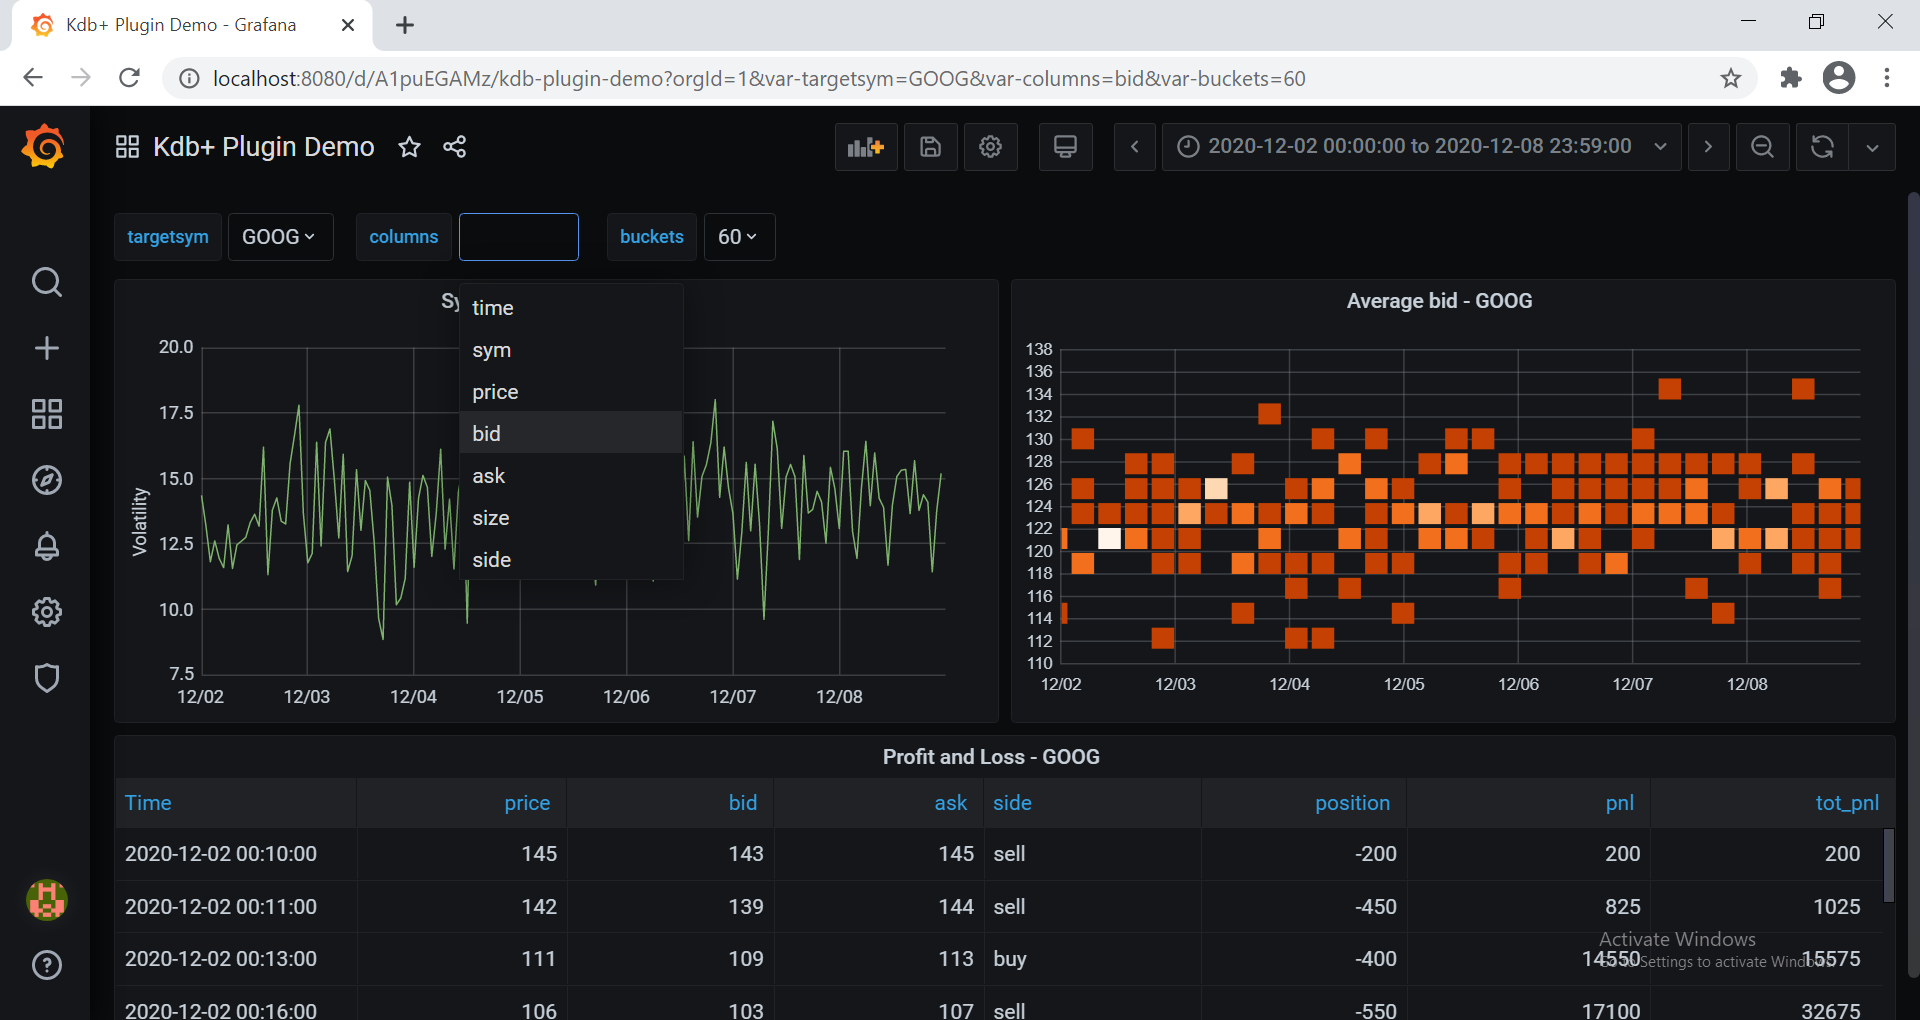 Kdb+ Plugin Demo - Grafana
localhost:8080/d/A1puEGAMz/kdb-plugin-demo?orgId=1&var-targetsym=GOOG&var-columns=bid&var-buckets=60
Kdb+ Plugin Demo
2020-12-02 00:00:00 to 2020-12-08 23:59:00
targetsym GOOG columns buckets 60
Sy
time
sym
price
bid
ask
size
side
Volatility
20.0
17.5
15.0
12.5
10.0
7.5
12/02 12/03 12/04 12/05 12/06 12/07 12/08
Average bid - GOOG
138
136
134
132
130
128
126
124
122
120
118
116
114
112
110
12/02 12/03 12/04 12/05 12/06 12/07 12/08
Profit and Loss - GOOG
Time price bid ask side position pnl tot_pnl
2020-12-02 00:10:00 145 143 145 sell -200 200 200
2020-12-02 00:11:00 142 139 144 sell -450 825 1025
2020-12-02 00:13:00 111 109 113 buy -400 14550 15575
2020-12-02 00:16:00 106 103 107 sell -550 17100 32675
Activate Windows
Go to Settings to activate Windows.